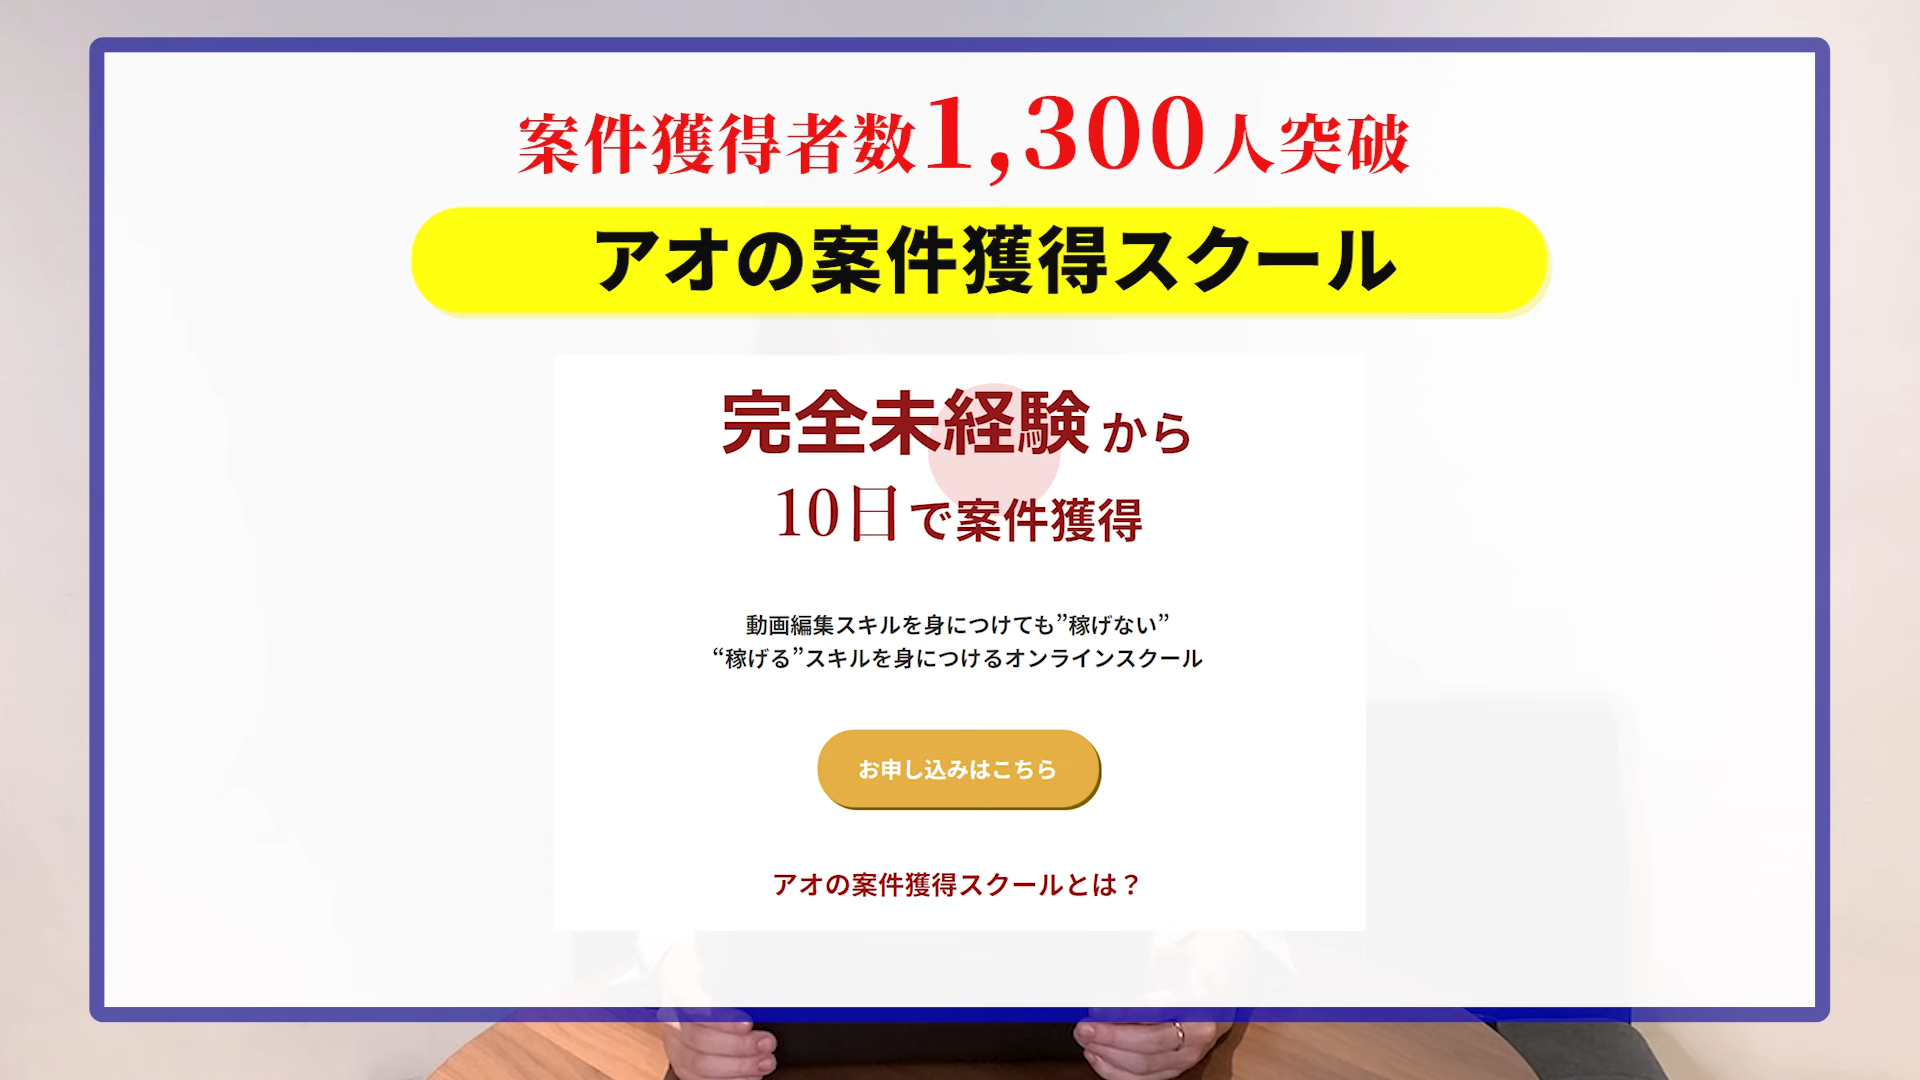 案件獲得者数1,300人突破
アオの案件獲得スクール
完全未経験から
10日で案件獲得
動画編集スキルを身につけても”稼げない”
“稼げる”スキルを身につけるオンラインスクール
お申し込みはこちら
アオの案件獲得スクールとは？